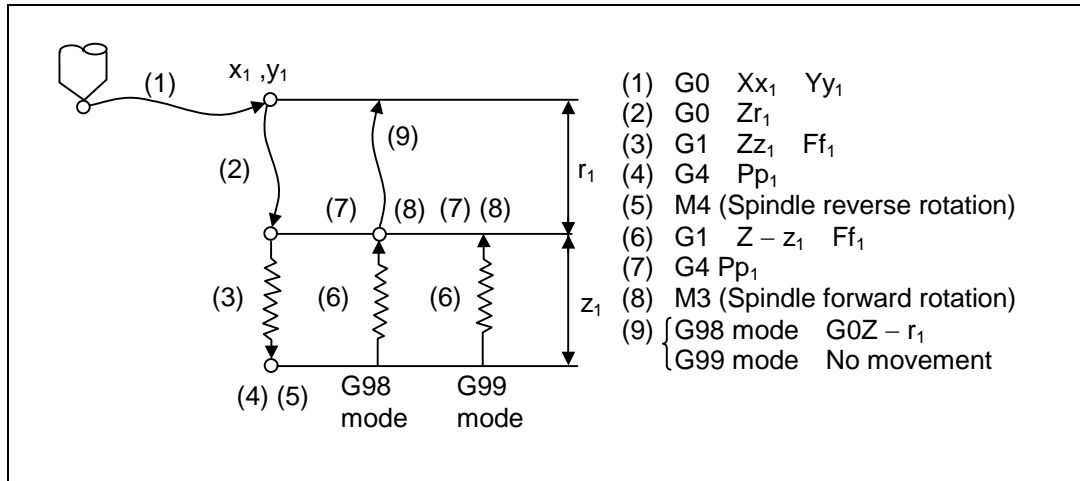 (1)
x₁ ,y₁
(2)
(9)
r₁
(7)
(8)
(7) (8)
(3)
(6)
(6)
z₁
(4) (5)
G98
mode
G99
mode
(1) G0 Xx₁ Yy₁
(2) G0 Zr₁
(3) G1 Zz₁ Ff₁
(4) G4 Pp₁
(5) M4 (Spindle reverse rotation)
(6) G1 Z – z₁ Ff₁
(7) G4 Pp₁
(8) M3 (Spindle forward rotation)
(9) G98 mode G0Z – r₁
G99 mode No movement